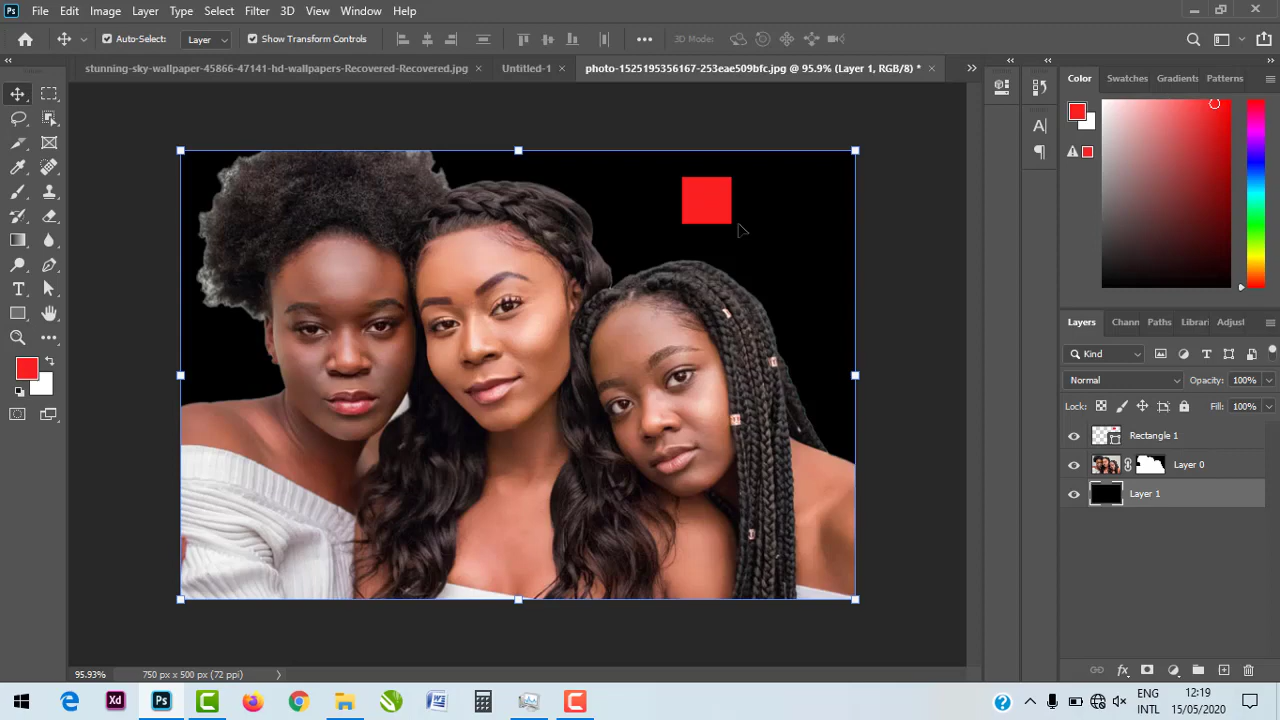 Ps File Edit Image Layer Type Select Filter 3D View Window Help
Auto-Select: Layer Show Transform Controls 3D Mode:
stunning-sky-wallpaper-45866-47141-hd-wallpapers-Recovered-Recovered.jpg Untitled-1 photo-1525195356167-253eae509bfc.jpg @ 95.9% (Layer 1, RGB/8) *
Color Swatches Gradients Patterns
Layers Chann Paths Librari Adjust
Kind
Normal Opacity: 100%
Lock: Fill: 100%
Rectangle 1
Layer 0
Layer 1
95.93% 750 px x 500 px (72 ppi)
Xd Ps
ENG 12:19
INTL 15/05/2020